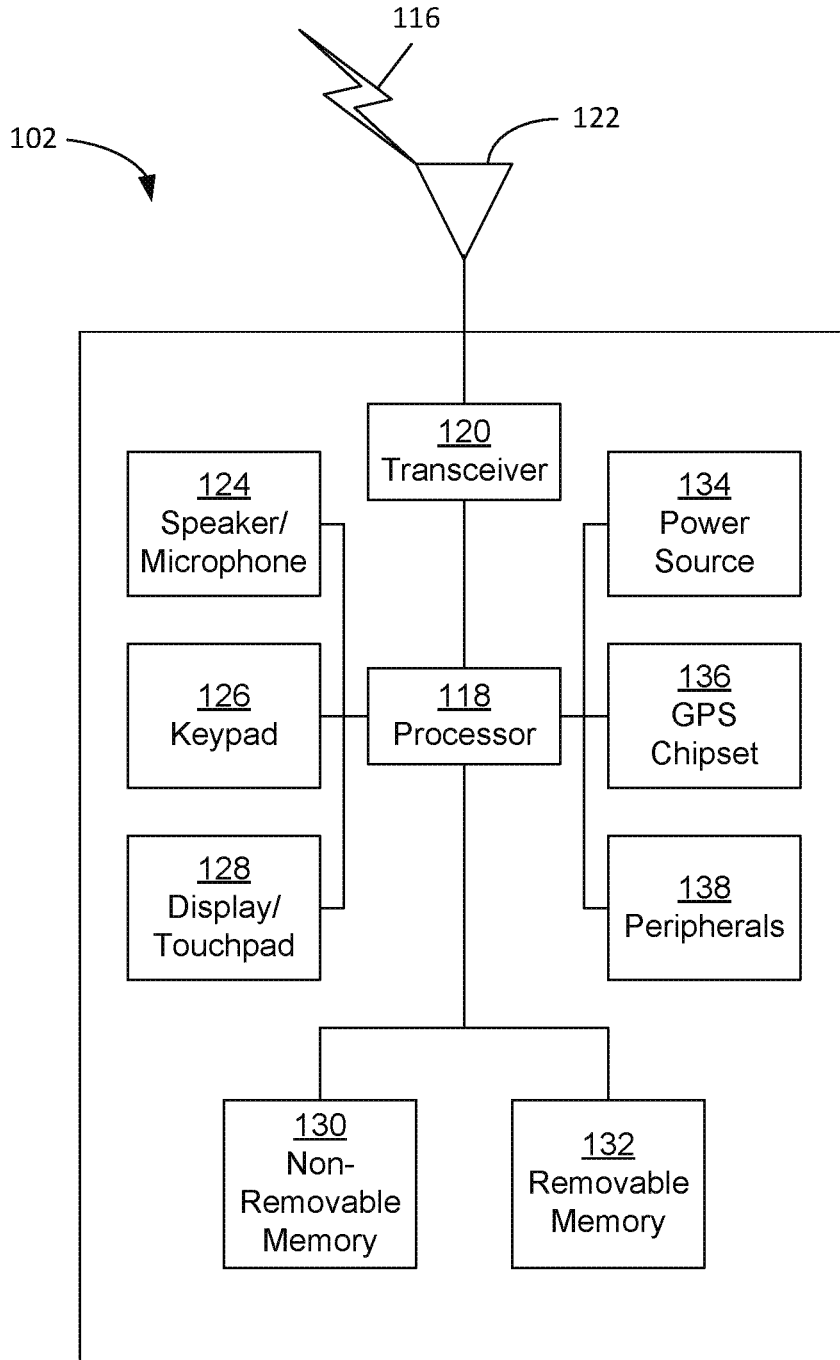 116
122
102
120
Transceiver
124
Speaker/
Microphone
134
Power
Source
126
Keypad
118
Processor
136
GPS
Chipset
128
Display/
Touchpad
138
Peripherals
130
Non-
Removable
Memory
132
Removable
Memory